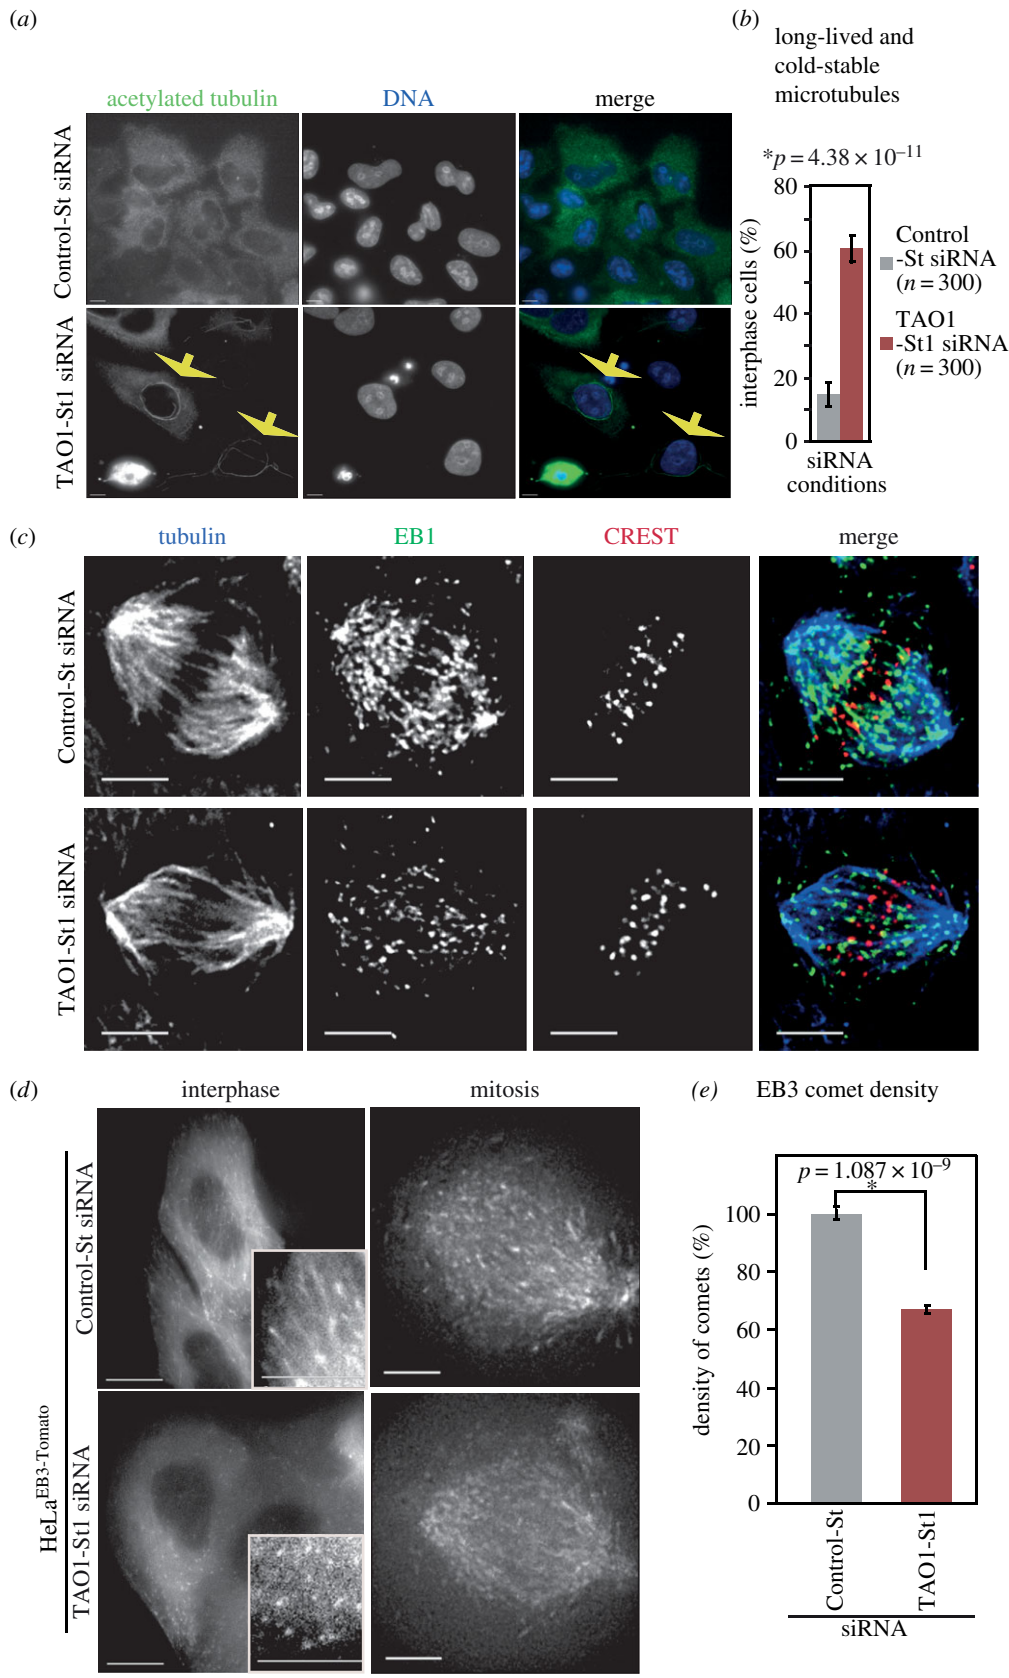 (a)
acetylated tubulin
DNA
merge
Control-St siRNA
TAO1-St1 siRNA
(b)
long-lived and
cold-stable
microtubules
*p = 4.38 × 10–11
80
60
40
20
0
interphase cells (%)
siRNA
conditions
Control
-St siRNA
(n = 300)
TAO1
-St1 siRNA
(n = 300)
(c)
tubulin
EB1
CREST
merge
Control-St siRNA
TAO1-St1 siRNA
(d)
interphase
mitosis
HeLaEB3-Tomato
Control-St siRNA
TAO1-St1 siRNA
(e)
EB3 comet density
p = 1.087 × 10–9
*
100
80
60
40
20
0
density of comets (%)
Control-St
TAO1-St1
siRNA